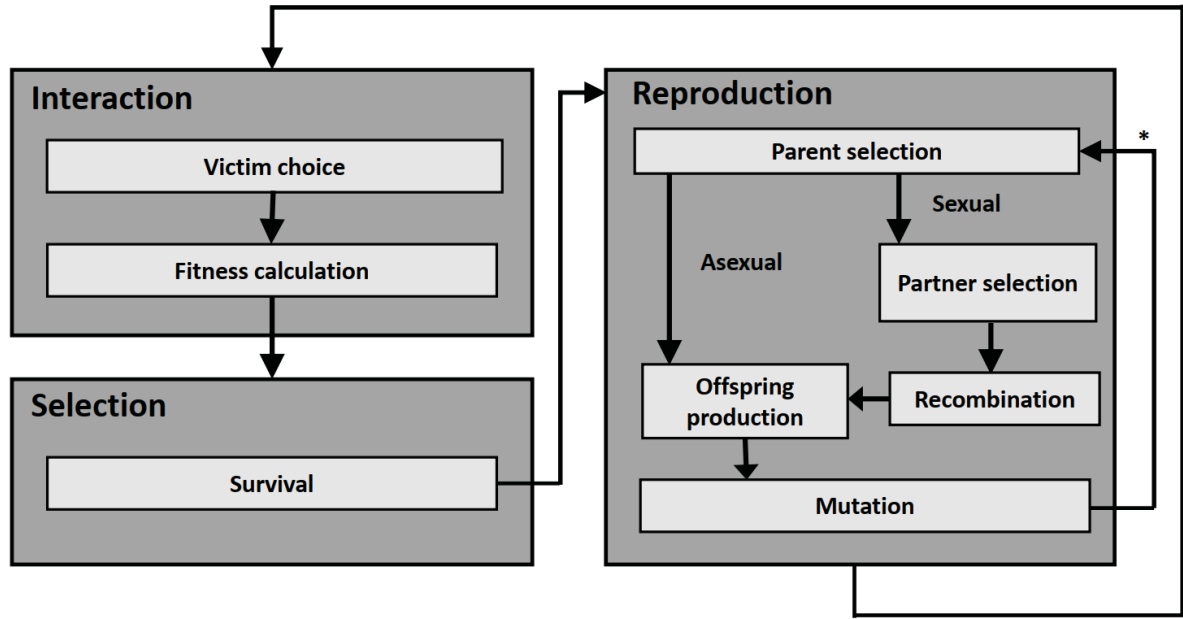 Interaction
Victim choice
Fitness calculation
Selection
Survival
Reproduction
Parent selection
*
Sexual
Asexual
Partner selection
Offspring
production
Recombination
Mutation